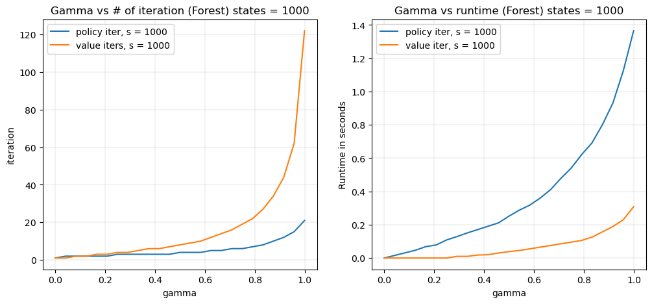 Gamma vs # of iteration (Forest) states = 1000
policy iter, s = 1000
value iters, s = 1000
120
100
80
60
40
20
0
iteration
0.0 0.2 0.4 0.6 0.8 1.0
gamma
Gamma vs runtime (Forest) states = 1000
policy iter, s = 1000
value iters, s = 1000
1.4
1.2
1.0
0.8
0.6
0.4
0.2
0.0
Runtime in seconds
0.0 0.2 0.4 0.6 0.8 1.0
gamma